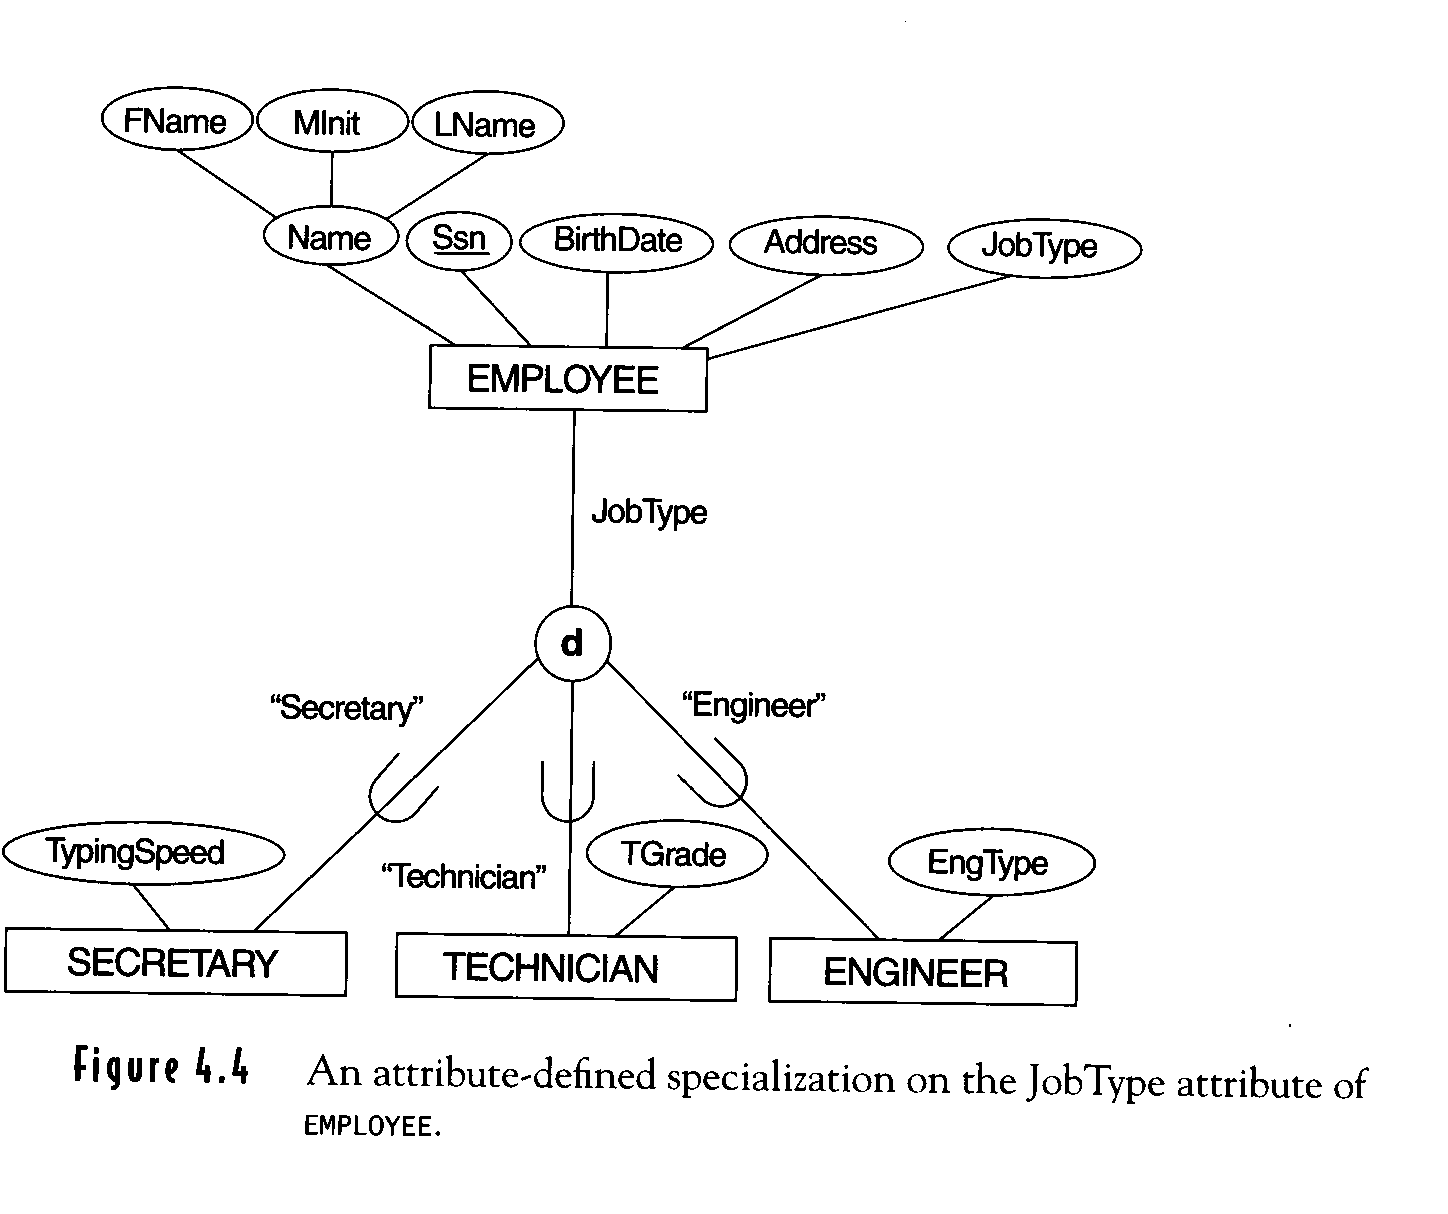 FName MInit LName
Name Ssn BirthDate Address JobType
EMPLOYEE
JobType
d
“Secretary” “Engineer”
TypingSpeed “Technician” TGrade EngType
SECRETARY TECHNICIAN ENGINEER
Figure 4.4 An attribute-defined specialization on the JobType attribute of
EMPLOYEE.